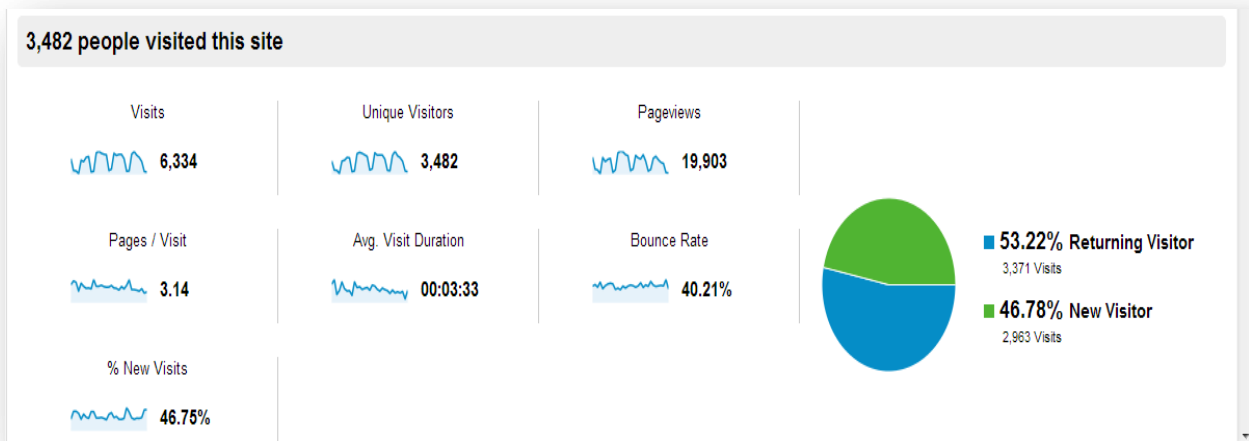 3,482 people visited this site
Visits
6,334
Unique Visitors
3,482
Pageviews
19,903
Pages / Visit
3.14
Avg. Visit Duration
00:03:33
Bounce Rate
40.21%
% New Visits
46.75%
53.22% Returning Visitor
3,371 Visits
46.78% New Visitor
2,963 Visits